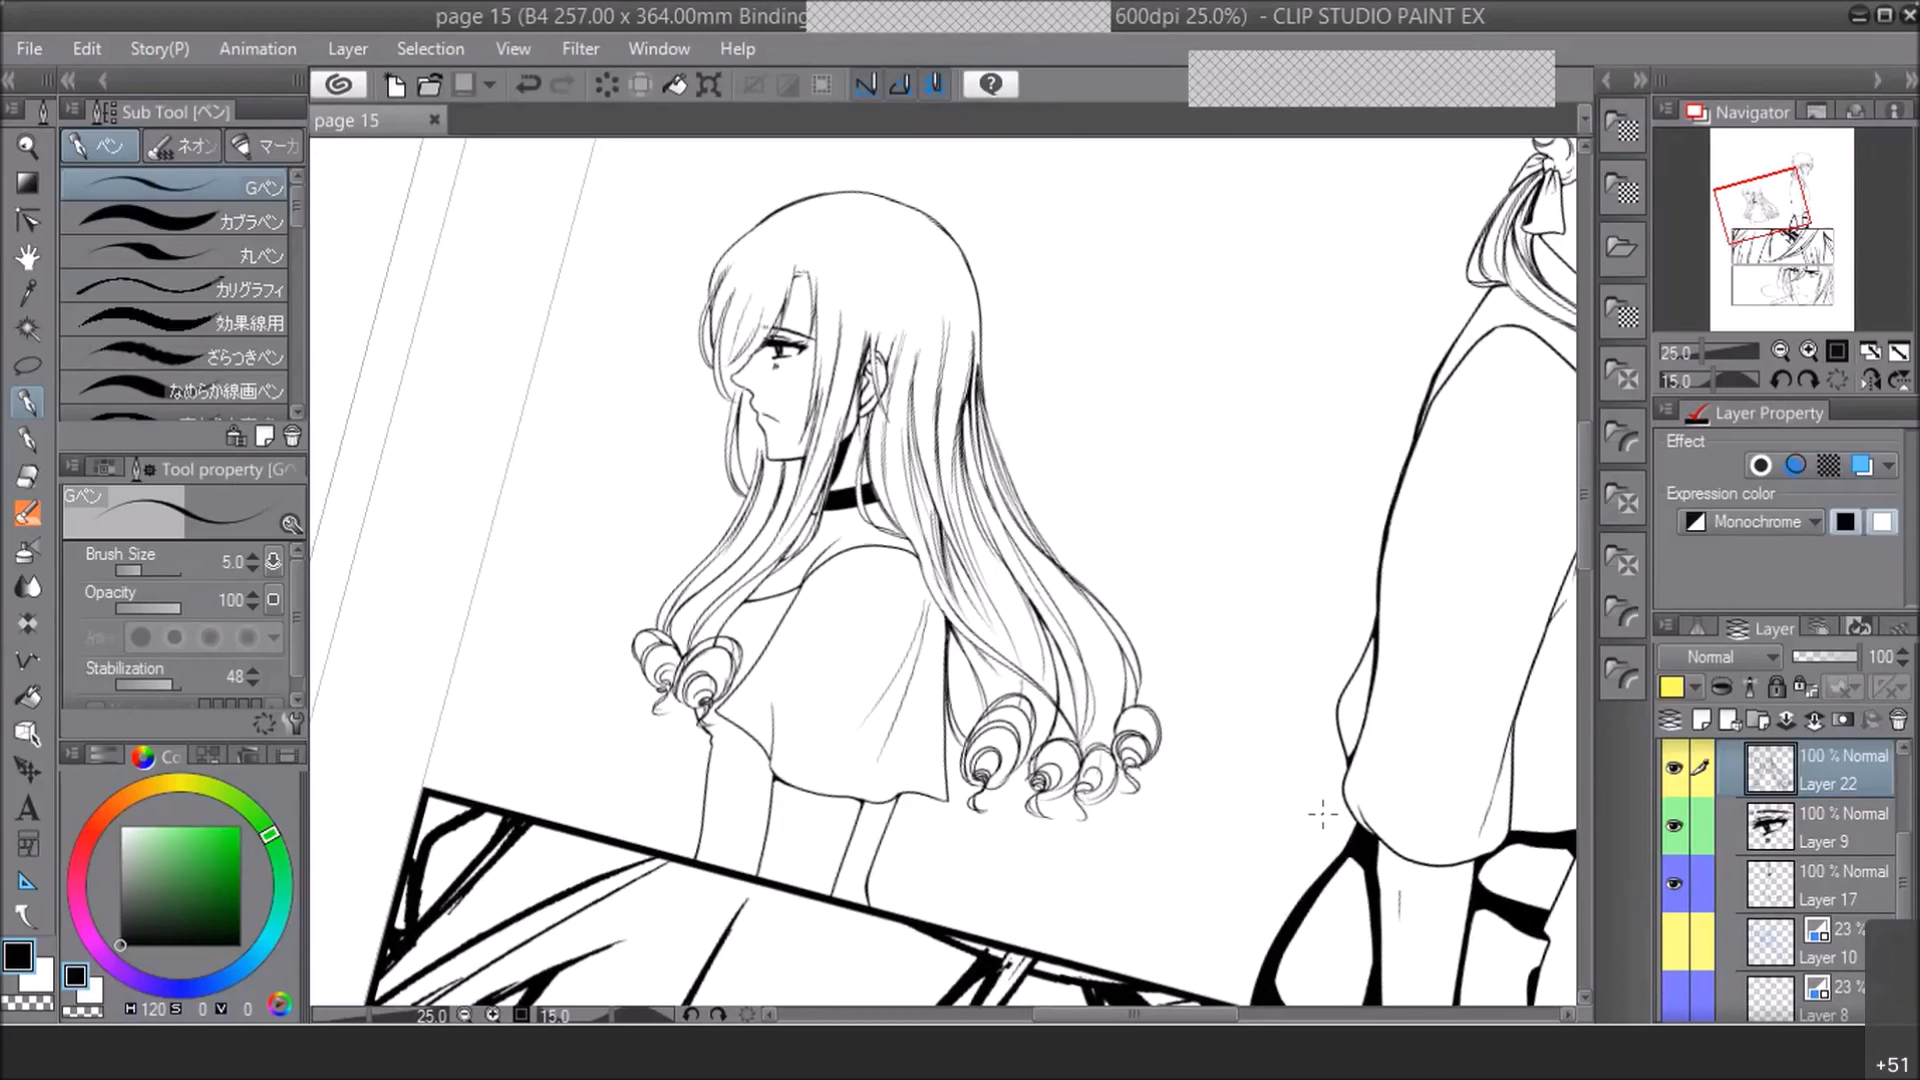 page 15 (B4 257.00 x 364.00mm Binding 600dpi 25.0%) - CLIP STUDIO PAINT EX
File Edit Story(P) Animation Layer Selection View Filter Window Help
Sub Tool [ペン]
page 15
Navigator
ペン ネオン マーカ
Gペン
カブラペン
丸ペン
カリグラフィ
効果線用
ざらつきペン
なめらか線画ペン
25.0
15.0
Layer Property
Effect
Expression color
Monochrome
Tool property [G
Gペン
Brush Size 5.0
Opacity 100
Stabilization 48
Layer
Normal 100
100 % Normal
Layer 22
100 % Normal
Layer 9
100 % Normal
Layer 17
23 %
Layer 10
23 %
Layer 8
Co
H 120 S 0 V 0
25.0 15.0
+51